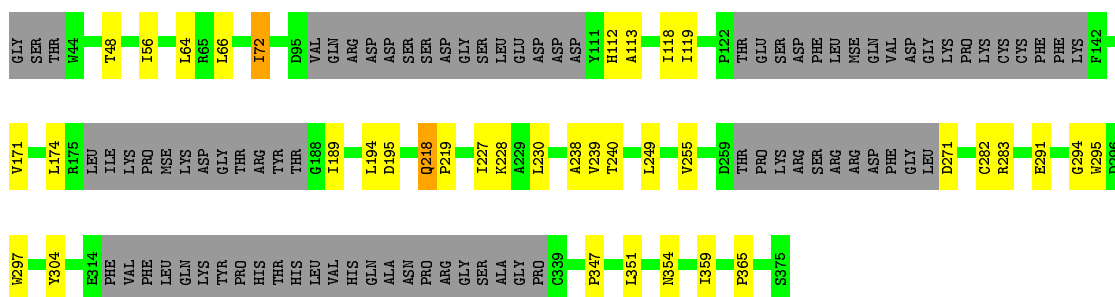 GLY SER THR W44 T48 I56 L64 R65 L66 I72 D95 VAL GLN ARG ASP ASP SER SER ASP GLY SER LEU GLU ASP ASP ASP Y111 H112 A113 I118 I119 P122 THR GLU SER ASP PHE LEU MSE GLN VAL ASP GLY LYS PRO LYS CYS CYS PHE PHE LYS F142
V171 L174 R175 LEU ILE LYS PRO MSE LYS ASP GLY THR ARG TYR THR G188 I189 L194 D195 Q218 P219 I227 K228 A229 L230 A238 V239 T240 L249 V255 D259 THR PRO LYS ARG SER ARG ARG ASP PHE GLY LEU D271 C282 R283 E291 G294 W295 D296
W297 Y304 E314 PHE VAL PHE LEU GLN LYS TYR PRO HIS THR HIS LEU VAL HIS GLN ALA ASN PRO ARG GLY SER ALA GLY PRO C339 P347 L351 N354 I359 P365 S375